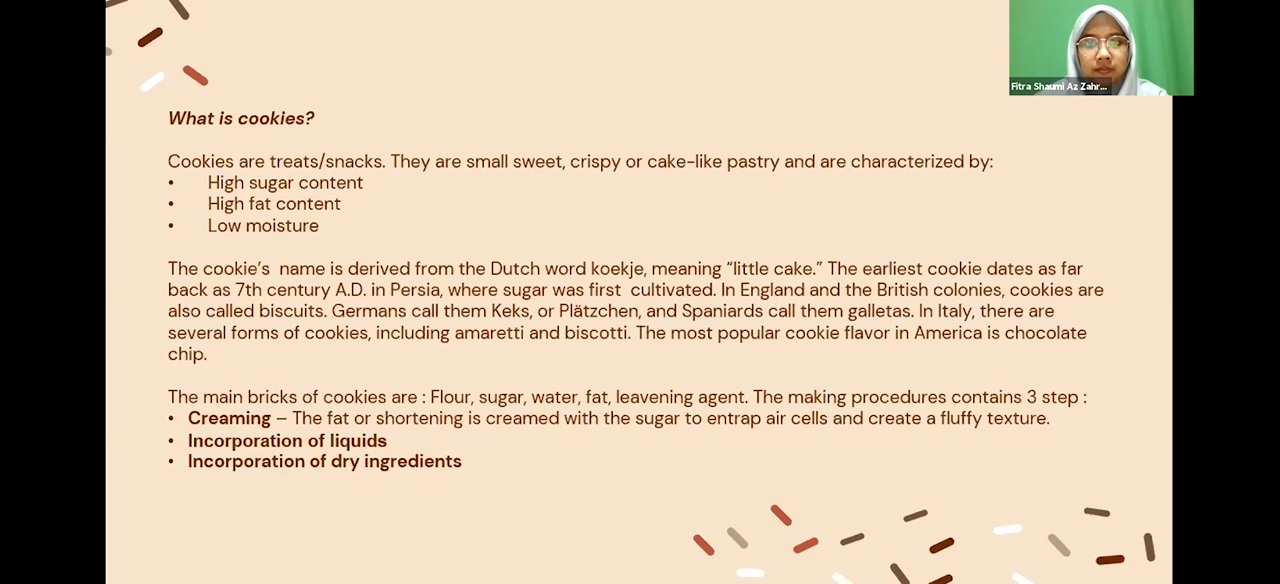 Fitra Shaumi Az Zahr...
What is cookies?
Cookies are treats/snacks. They are small sweet, crispy or cake-like pastry and are characterized by:
• High sugar content
• High fat content
• Low moisture
The cookie's  name is derived from the Dutch word koekje, meaning “little cake.” The earliest cookie dates as far
back as 7th century A.D. in Persia, where sugar was first  cultivated. In England and the British colonies, cookies are
also called biscuits. Germans call them Keks, or Plätzchen, and Spaniards call them galletas. In Italy, there are
several forms of cookies, including amaretti and biscotti. The most popular cookie flavor in America is chocolate
chip.
The main bricks of cookies are : Flour, sugar, water, fat, leavening agent. The making procedures contains 3 step :
• Creaming – The fat or shortening is creamed with the sugar to entrap air cells and create a fluffy texture.
• Incorporation of liquids
• Incorporation of dry ingredients